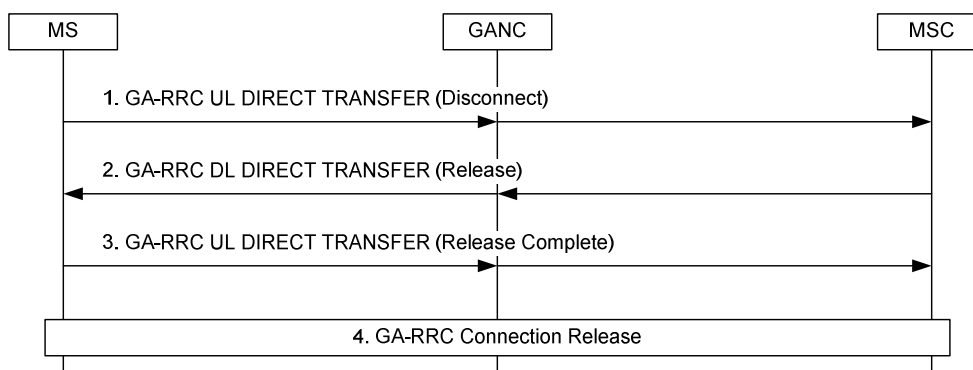 MS
GANC
MSC
1. GA-RRC UL DIRECT TRANSFER (Disconnect)
2. GA-RRC DL DIRECT TRANSFER (Release)
3. GA-RRC UL DIRECT TRANSFER (Release Complete)
4. GA-RRC Connection Release